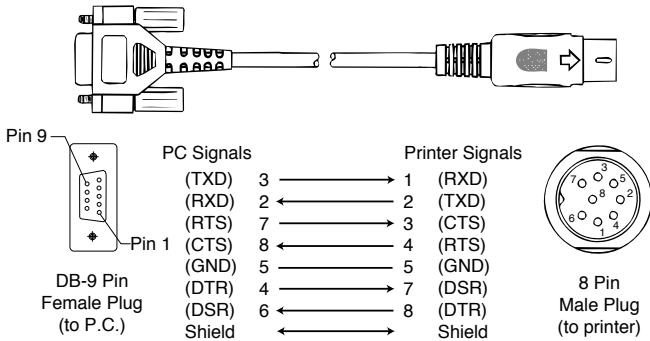 Pin 9
PC Signals Printer Signals
(TXD) 3 1 (RXD)
(RXD) 2 2 (TXD)
(RTS) 7 3 (CTS)
(CTS) 8 4 (RTS)
(GND) 5 5 (GND)
(DTR) 4 7 (DSR)
(DSR) 6 8 (DTR)
Shield Shield
Pin 1
DB-9 Pin
Female Plug
(to P.C.)
3
7 5
8 2
6 4
1
8 Pin
Male Plug
(to printer)